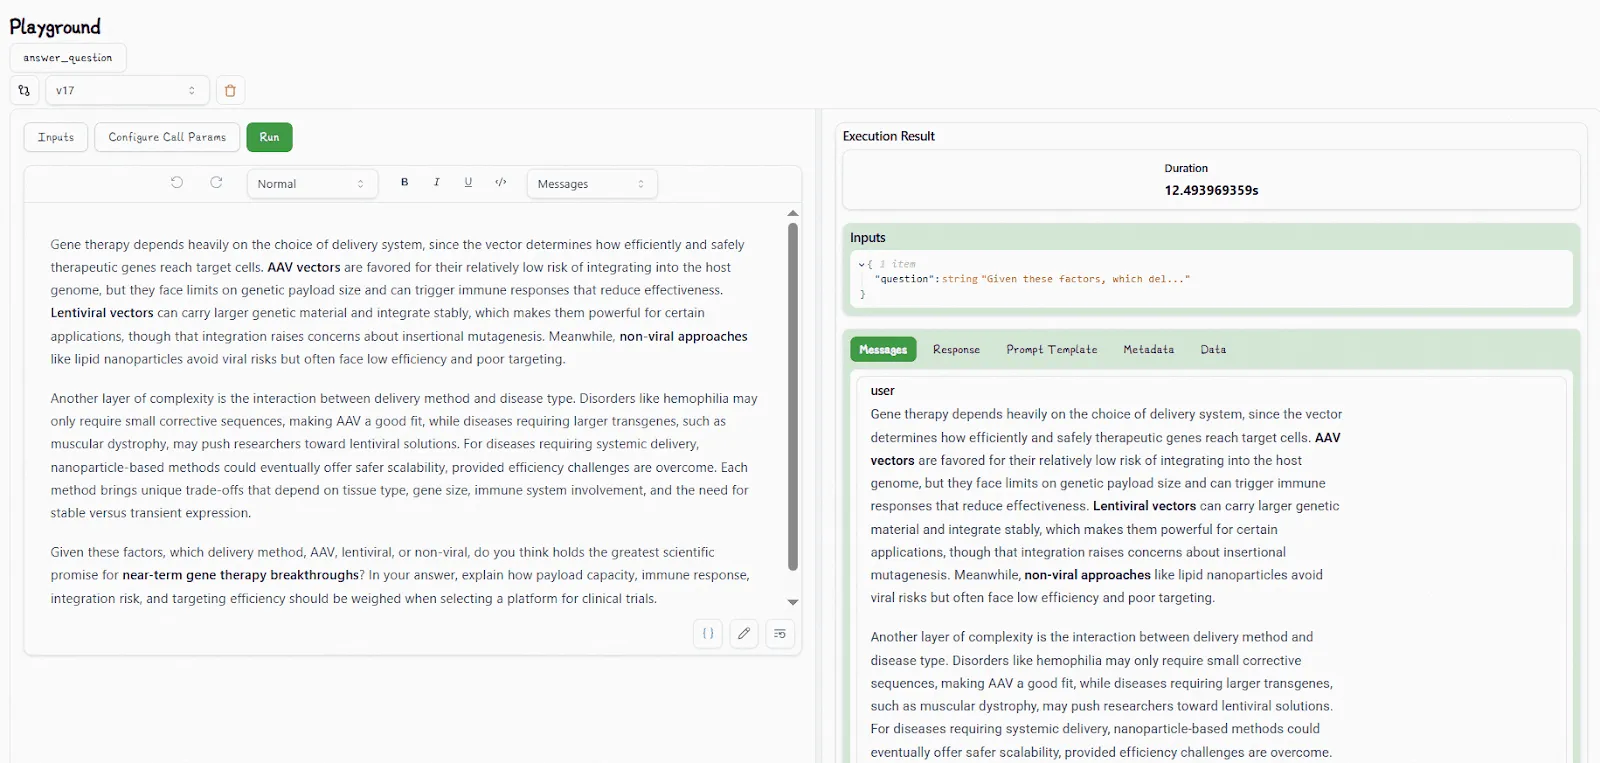 Playground
answer_question
v17
Inputs
Configure Call Params
Run
Normal
B
I
U
</>
Messages
Gene therapy depends heavily on the choice of delivery system, since the vector determines how efficiently and safely
therapeutic genes reach target cells. AAV vectors are favored for their relatively low risk of integrating into the host
genome, but they face limits on genetic payload size and can trigger immune responses that reduce effectiveness.
Lentiviral vectors can carry larger genetic material and integrate stably, which makes them powerful for certain
applications, though that integration raises concerns about insertional mutagenesis. Meanwhile, non-viral approaches
like lipid nanoparticles avoid viral risks but often face low efficiency and poor targeting.
Another layer of complexity is the interaction between delivery method and disease type. Disorders like hemophilia may
only require small corrective sequences, making AAV a good fit, while diseases requiring larger transgenes, such as
muscular dystrophy, may push researchers toward lentiviral solutions. For diseases requiring systemic delivery,
nanoparticle-based methods could eventually offer safer scalability, provided efficiency challenges are overcome. Each
method brings unique trade-offs that depend on tissue type, gene size, immune system involvement, and the need for
stable versus transient expression.
Given these factors, which delivery method, AAV, lentiviral, or non-viral, do you think holds the greatest scientific
promise for near-term gene therapy breakthroughs? In your answer, explain how payload capacity, immune response,
integration risk, and targeting efficiency should be weighed when selecting a platform for clinical trials.
{}
Execution Result
Duration
12.493969359s
Inputs
{ 1 item
"question": string "Given these factors, which del..."
}
Messages
Response
Prompt Template
Metadata
Data
user
Gene therapy depends heavily on the choice of delivery system, since the vector
determines how efficiently and safely therapeutic genes reach target cells. AAV
vectors are favored for their relatively low risk of integrating into the host
genome, but they face limits on genetic payload size and can trigger immune
responses that reduce effectiveness. Lentiviral vectors can carry larger genetic
material and integrate stably, which makes them powerful for certain
applications, though that integration raises concerns about insertional
mutagenesis. Meanwhile, non-viral approaches like lipid nanoparticles avoid
viral risks but often face low efficiency and poor targeting.
Another layer of complexity is the interaction between delivery method and
disease type. Disorders like hemophilia may only require small corrective
sequences, making AAV a good fit, while diseases requiring larger transgenes,
such as muscular dystrophy, may push researchers toward lentiviral solutions.
For diseases requiring systemic delivery, nanoparticle-based methods could
eventually offer safer scalability, provided efficiency challenges are overcome.